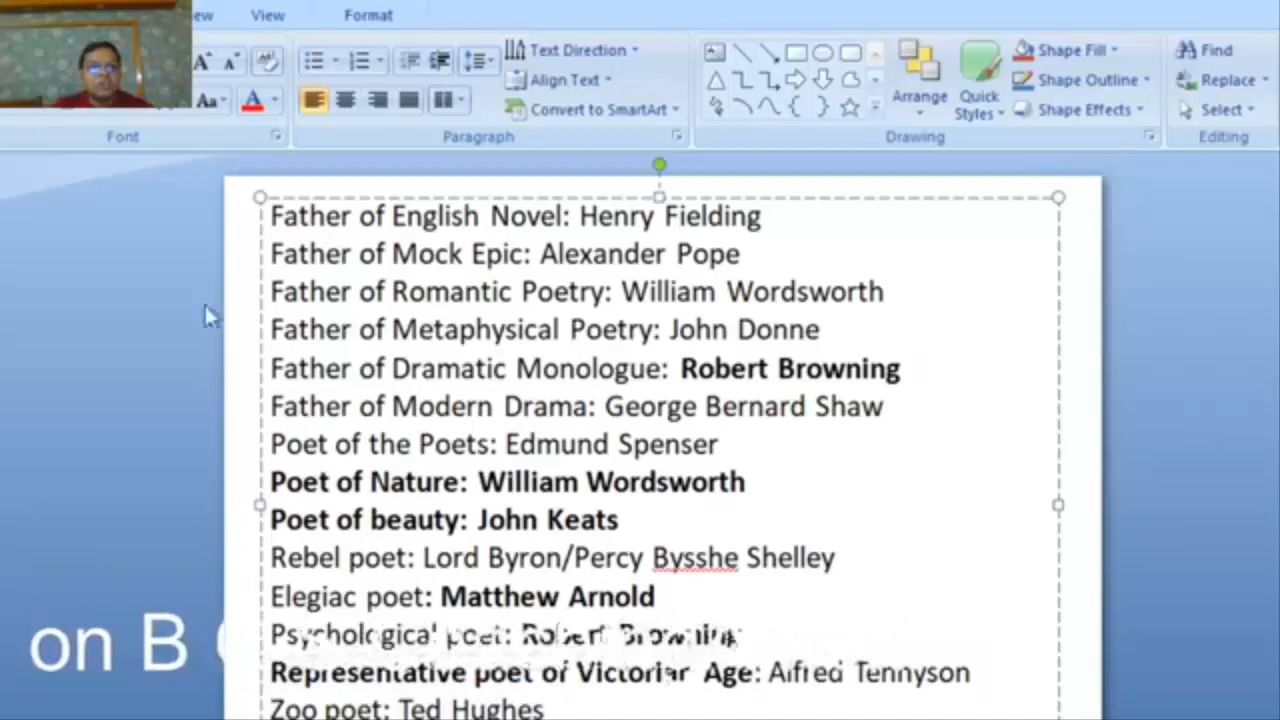 ew View Format
Text Direction Shape Fill Find
Aa Align Text Shape Outline Replace
A Convert to SmartArt Arrange Quick Styles Shape Effects Select
Font Paragraph Drawing Editing
Father of English Novel: Henry Fielding
Father of Mock Epic: Alexander Pope
Father of Romantic Poetry: William Wordsworth
Father of Metaphysical Poetry: John Donne
Father of Dramatic Monologue: Robert Browning
Father of Modern Drama: George Bernard Shaw
Poet of the Poets: Edmund Spenser
Poet of Nature: William Wordsworth
Poet of beauty: John Keats
Rebel poet: Lord Byron/Percy Bysshe Shelley
Elegiac poet: Matthew Arnold
on B
Psychological poet: Robert Browning
Representative poet of Victorian Age: Alfred Tennyson
Zoo poet: Ted Hughes